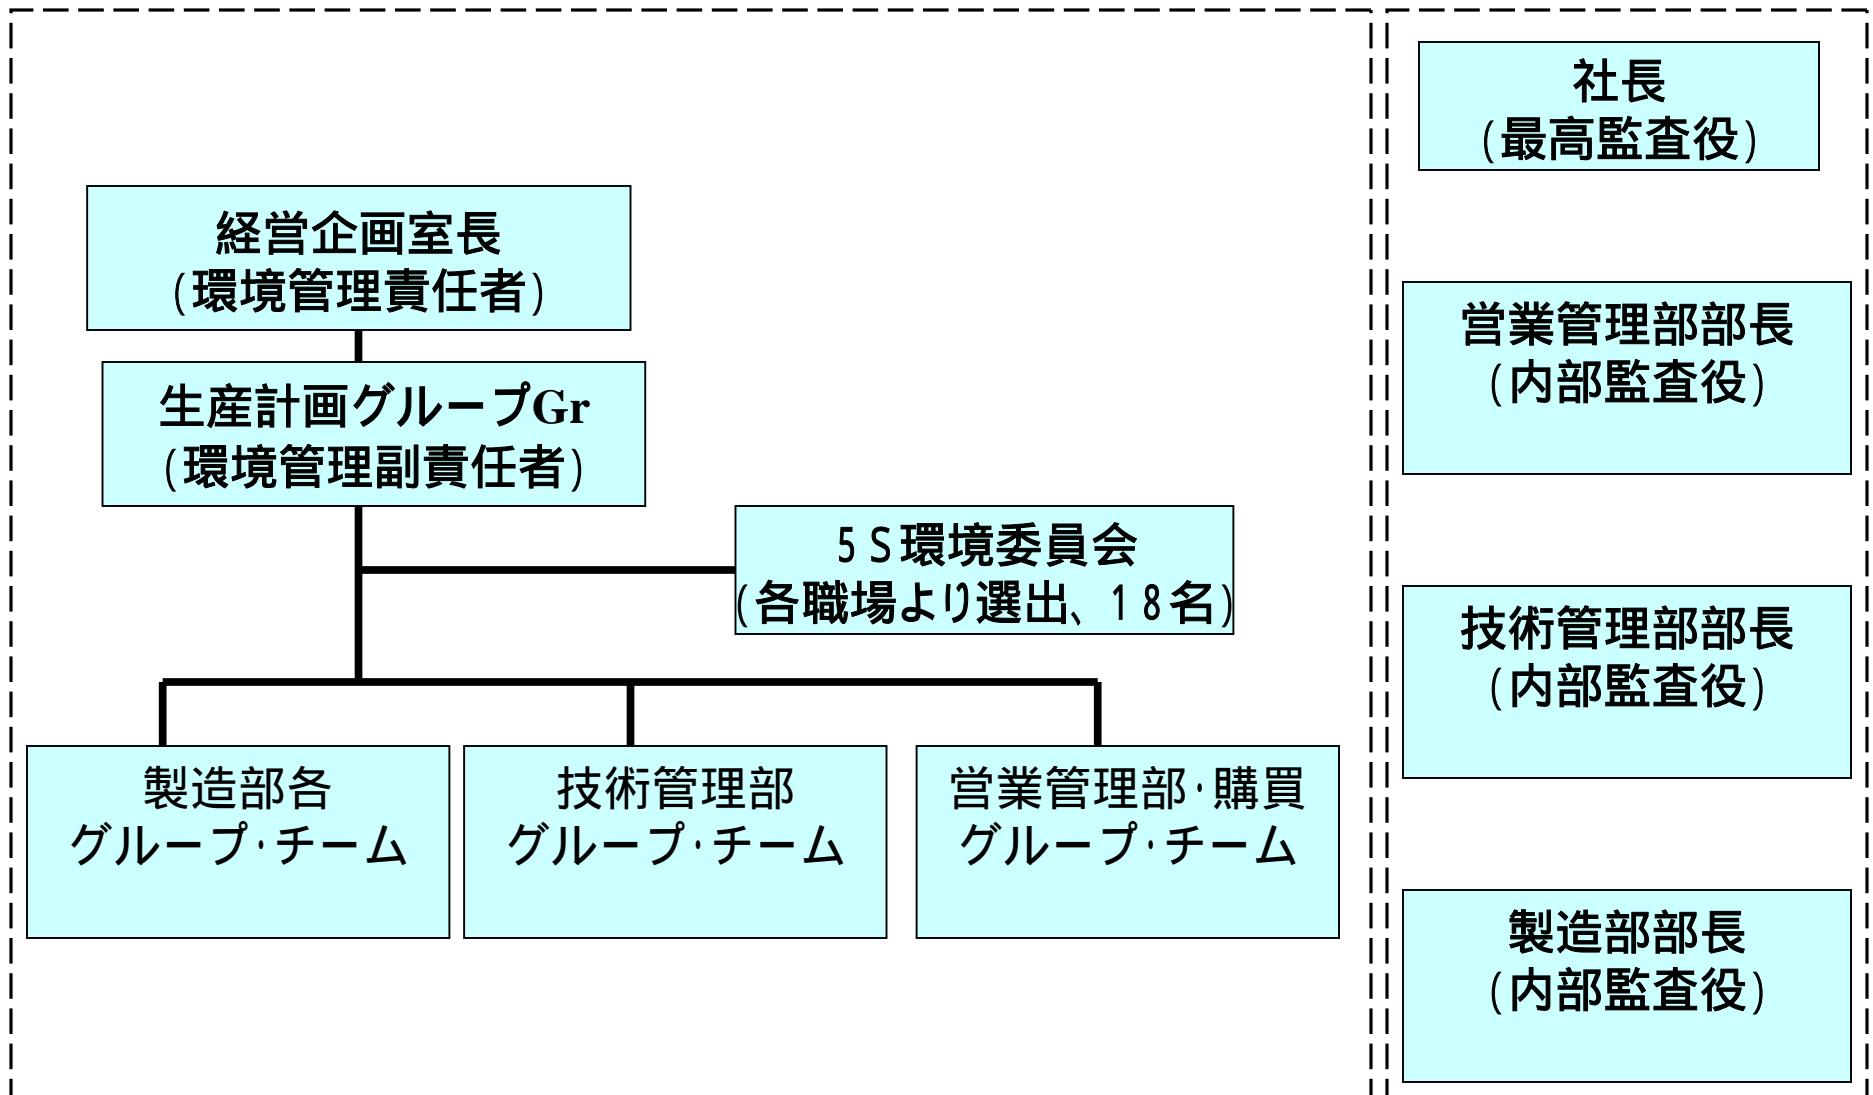 経営企画室長
(環境管理責任者)
生産計画グループGr
(環境管理副責任者)
5S環境委員会
(各職場より選出、18名)
製造部各
グループ・チーム
技術管理部
グループ・チーム
営業管理部・購買
グループ・チーム
社長
(最高監査役)
営業管理部部長
(内部監査役)
技術管理部部長
(内部監査役)
製造部部長
(内部監査役)